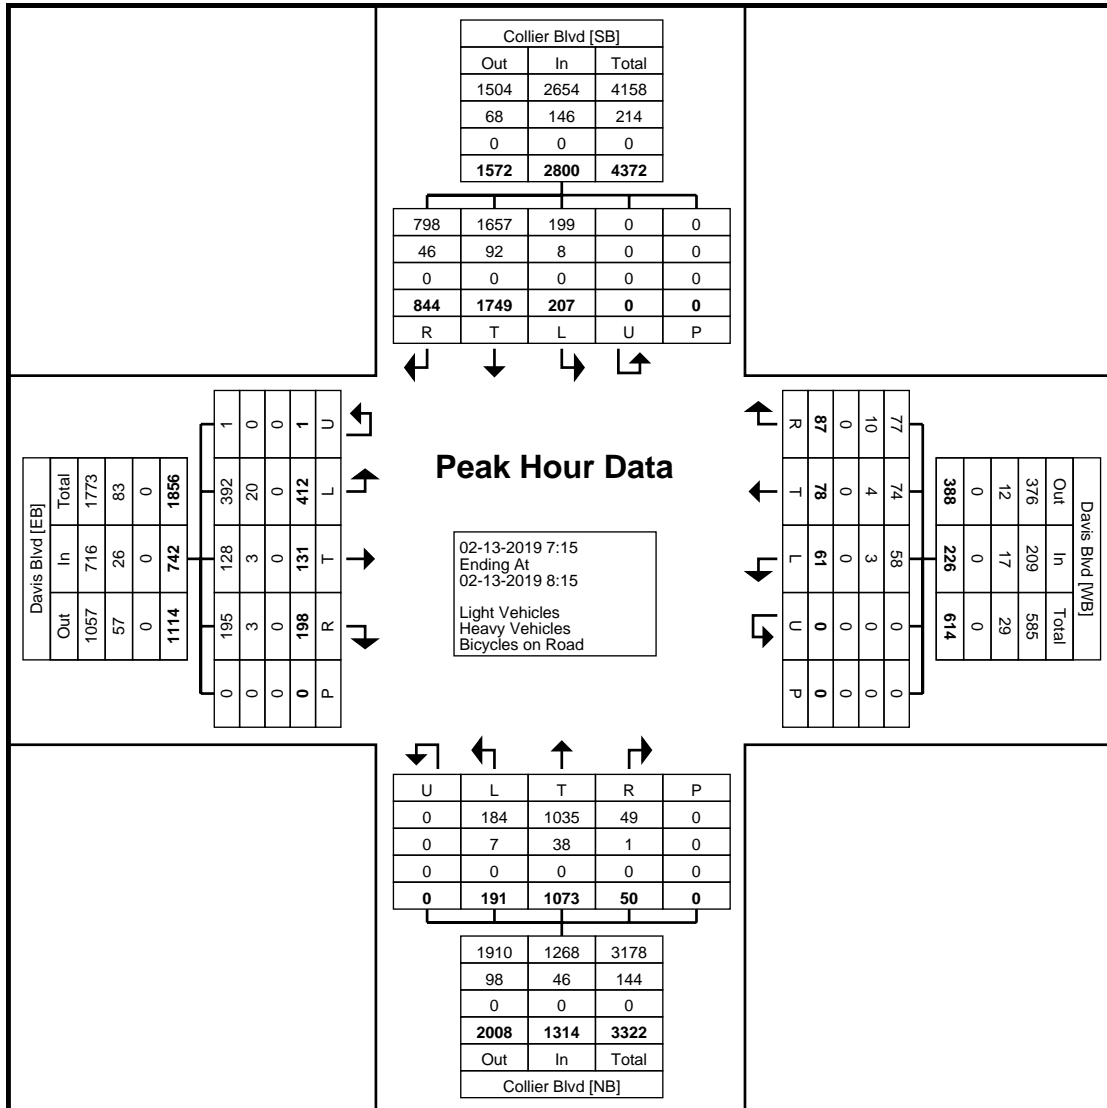 Collier Blvd [SB]
Out In Total
1504 2654 4158
68 146 214
0 0 0
1572 2800 4372
798 1657 199 0 0
46 92 8 0 0
0 0 0 0 0
844 1749 207 0 0
R T L U P
Davis Blvd [EB]
Total In Out
1773 716 1057
83 26 57
0 0 0
1856 742 1114
1 392 128 195 0
0 20 3 3 0
0 0 0 0 0
1 412 131 198 0
U L T R P
Peak Hour Data
02-13-2019 7:15
Ending At
02-13-2019 8:15
Light Vehicles
Heavy Vehicles
Bicycles on Road
Davis Blvd [WB]
Out In Total
376 209 585
12 17 29
0 0 0
388 226 614
77 74 58 0 0
10 4 3 0 0
0 0 0 0 0
87 78 61 0 0
R T L U P
U L T R P
0 184 1035 49 0
0 7 38 1 0
0 0 0 0 0
0 191 1073 50 0
1910 1268 3178
98 46 144
0 0 0
2008 1314 3322
Out In Total
Collier Blvd [NB]